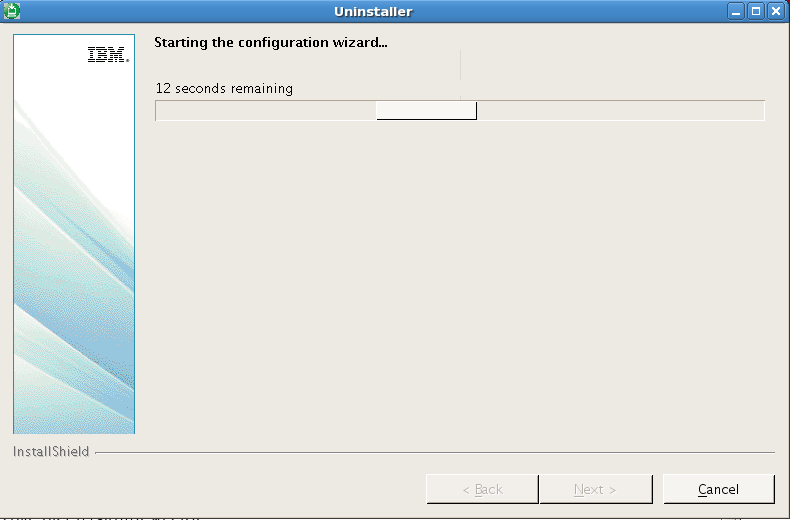 Uninstaller
IBM.
Starting the configuration wizard...
12 seconds remaining
InstallShield
< Back
Next >
Cancel